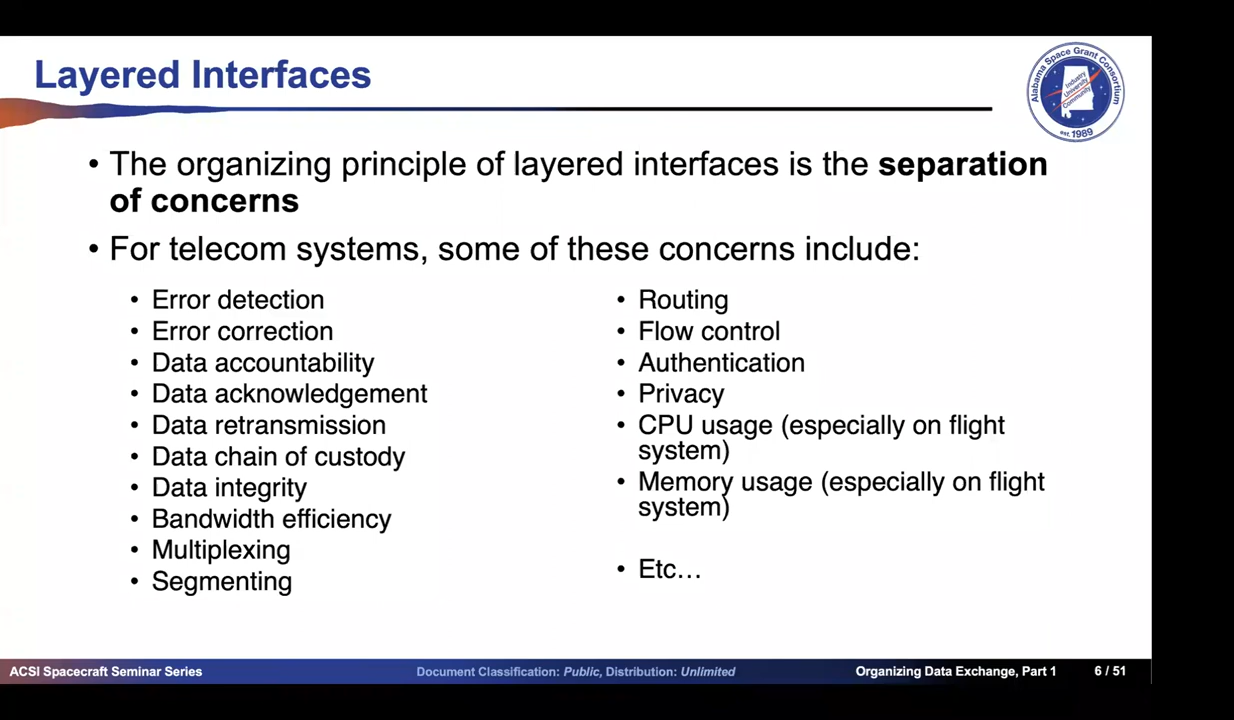 Layered Interfaces
Alabama Space Grant Consortium
Industry
University
Community
est. 1989
• The organizing principle of layered interfaces is the separation
of concerns
• For telecom systems, some of these concerns include:
• Error detection
• Error correction
• Data accountability
• Data acknowledgement
• Data retransmission
• Data chain of custody
• Data integrity
• Bandwidth efficiency
• Multiplexing
• Segmenting
• Routing
• Flow control
• Authentication
• Privacy
• CPU usage (especially on flight
system)
• Memory usage (especially on flight
system)
• Etc…
ACSI Spacecraft Seminar Series
Document Classification: Public, Distribution: Unlimited
Organizing Data Exchange, Part 1
6 / 51